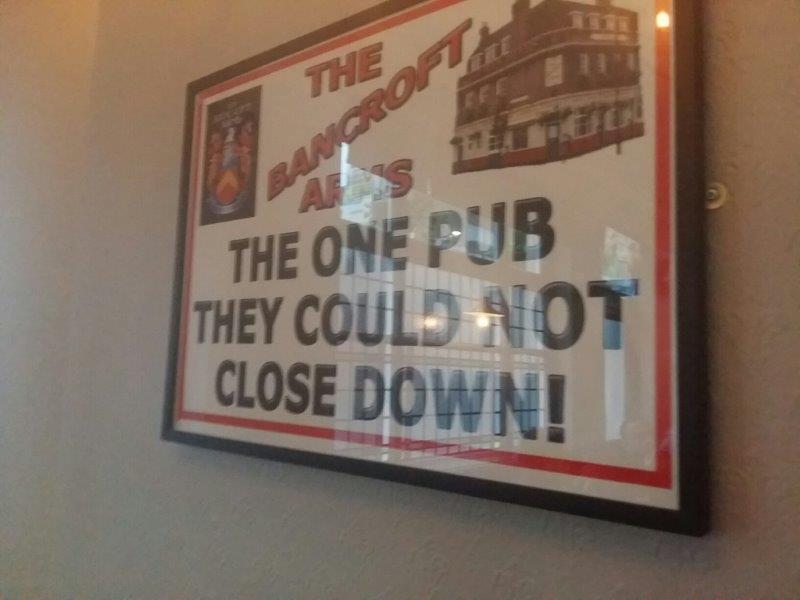 THE
BANCROFT
ARMS
THE ONE PUB
THEY COULD NOT
CLOSE DOWN!